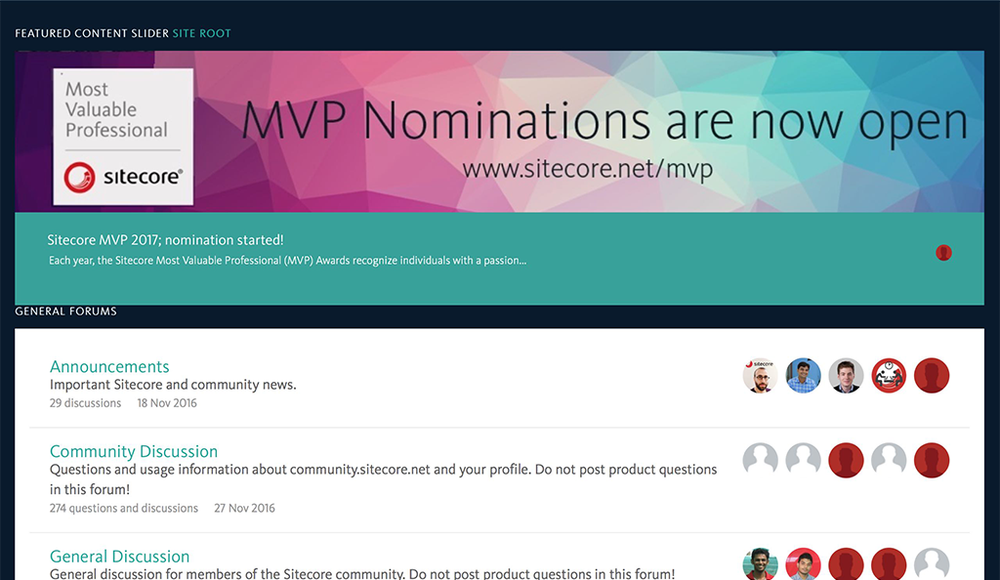 FEATURED CONTENT SLIDER SITE ROOT
Most
Valuable
Professional
sitecore®
MVP Nominations are now open
www.sitecore.net/mvp
Sitecore MVP 2017; nomination started!
Each year, the Sitecore Most Valuable Professional (MVP) Awards recognize individuals with a passion...
GENERAL FORUMS
Announcements
Important Sitecore and community news.
29 discussions 18 Nov 2016
sitecore
Community Discussion
Questions and usage information about community.sitecore.net and your profile. Do not post product questions
in this forum!
274 questions and discussions 27 Nov 2016
General Discussion
General discussion for members of the Sitecore community. Do not post product questions in this forum!